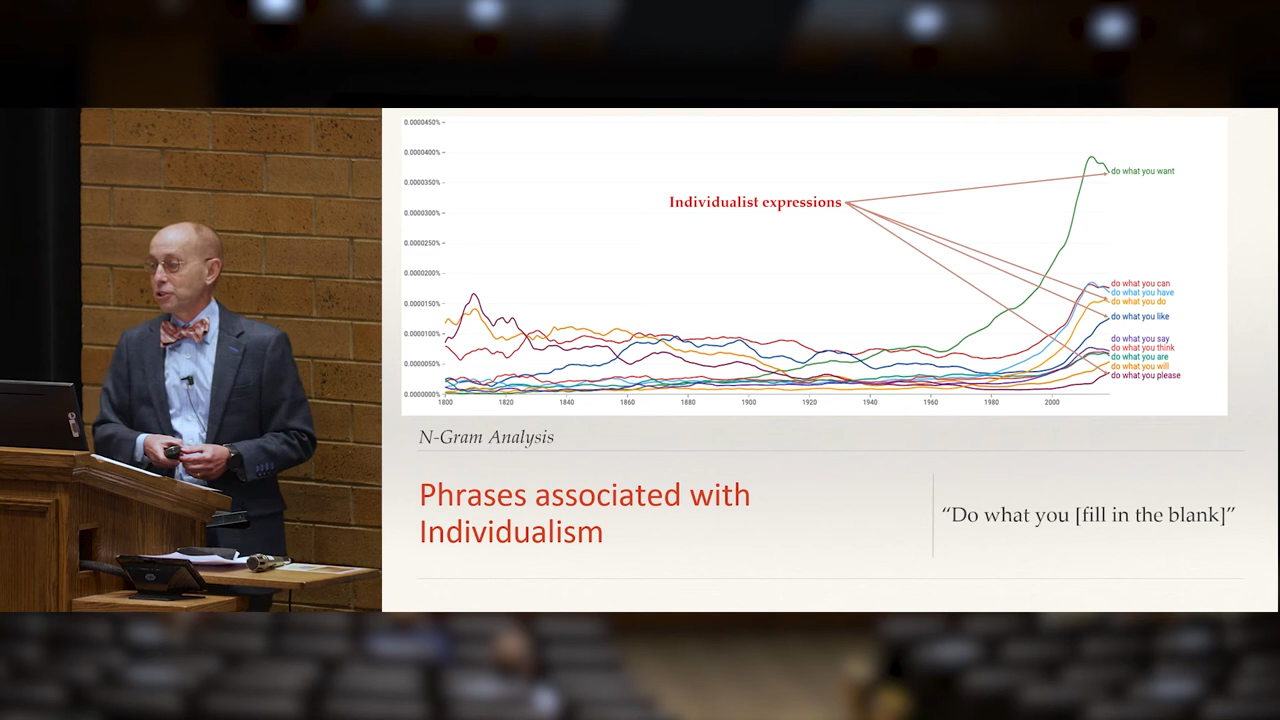 0.0000450%
0.0000400%
0.0000350%
0.0000300%
0.0000250%
0.0000200%
0.0000150%
0.0000100%
0.0000050%
0.0000000%
1800 1820 1840 1860 1880 1900 1920 1940 1960 1980 2000
Individualist expressions
do what you want
do what you can
do what you have
do what you do
do what you like
do what you say
do what you think
do what you are
do what you will
do what you please
N-Gram Analysis
Phrases associated with
Individualism
“Do what you [fill in the blank]”